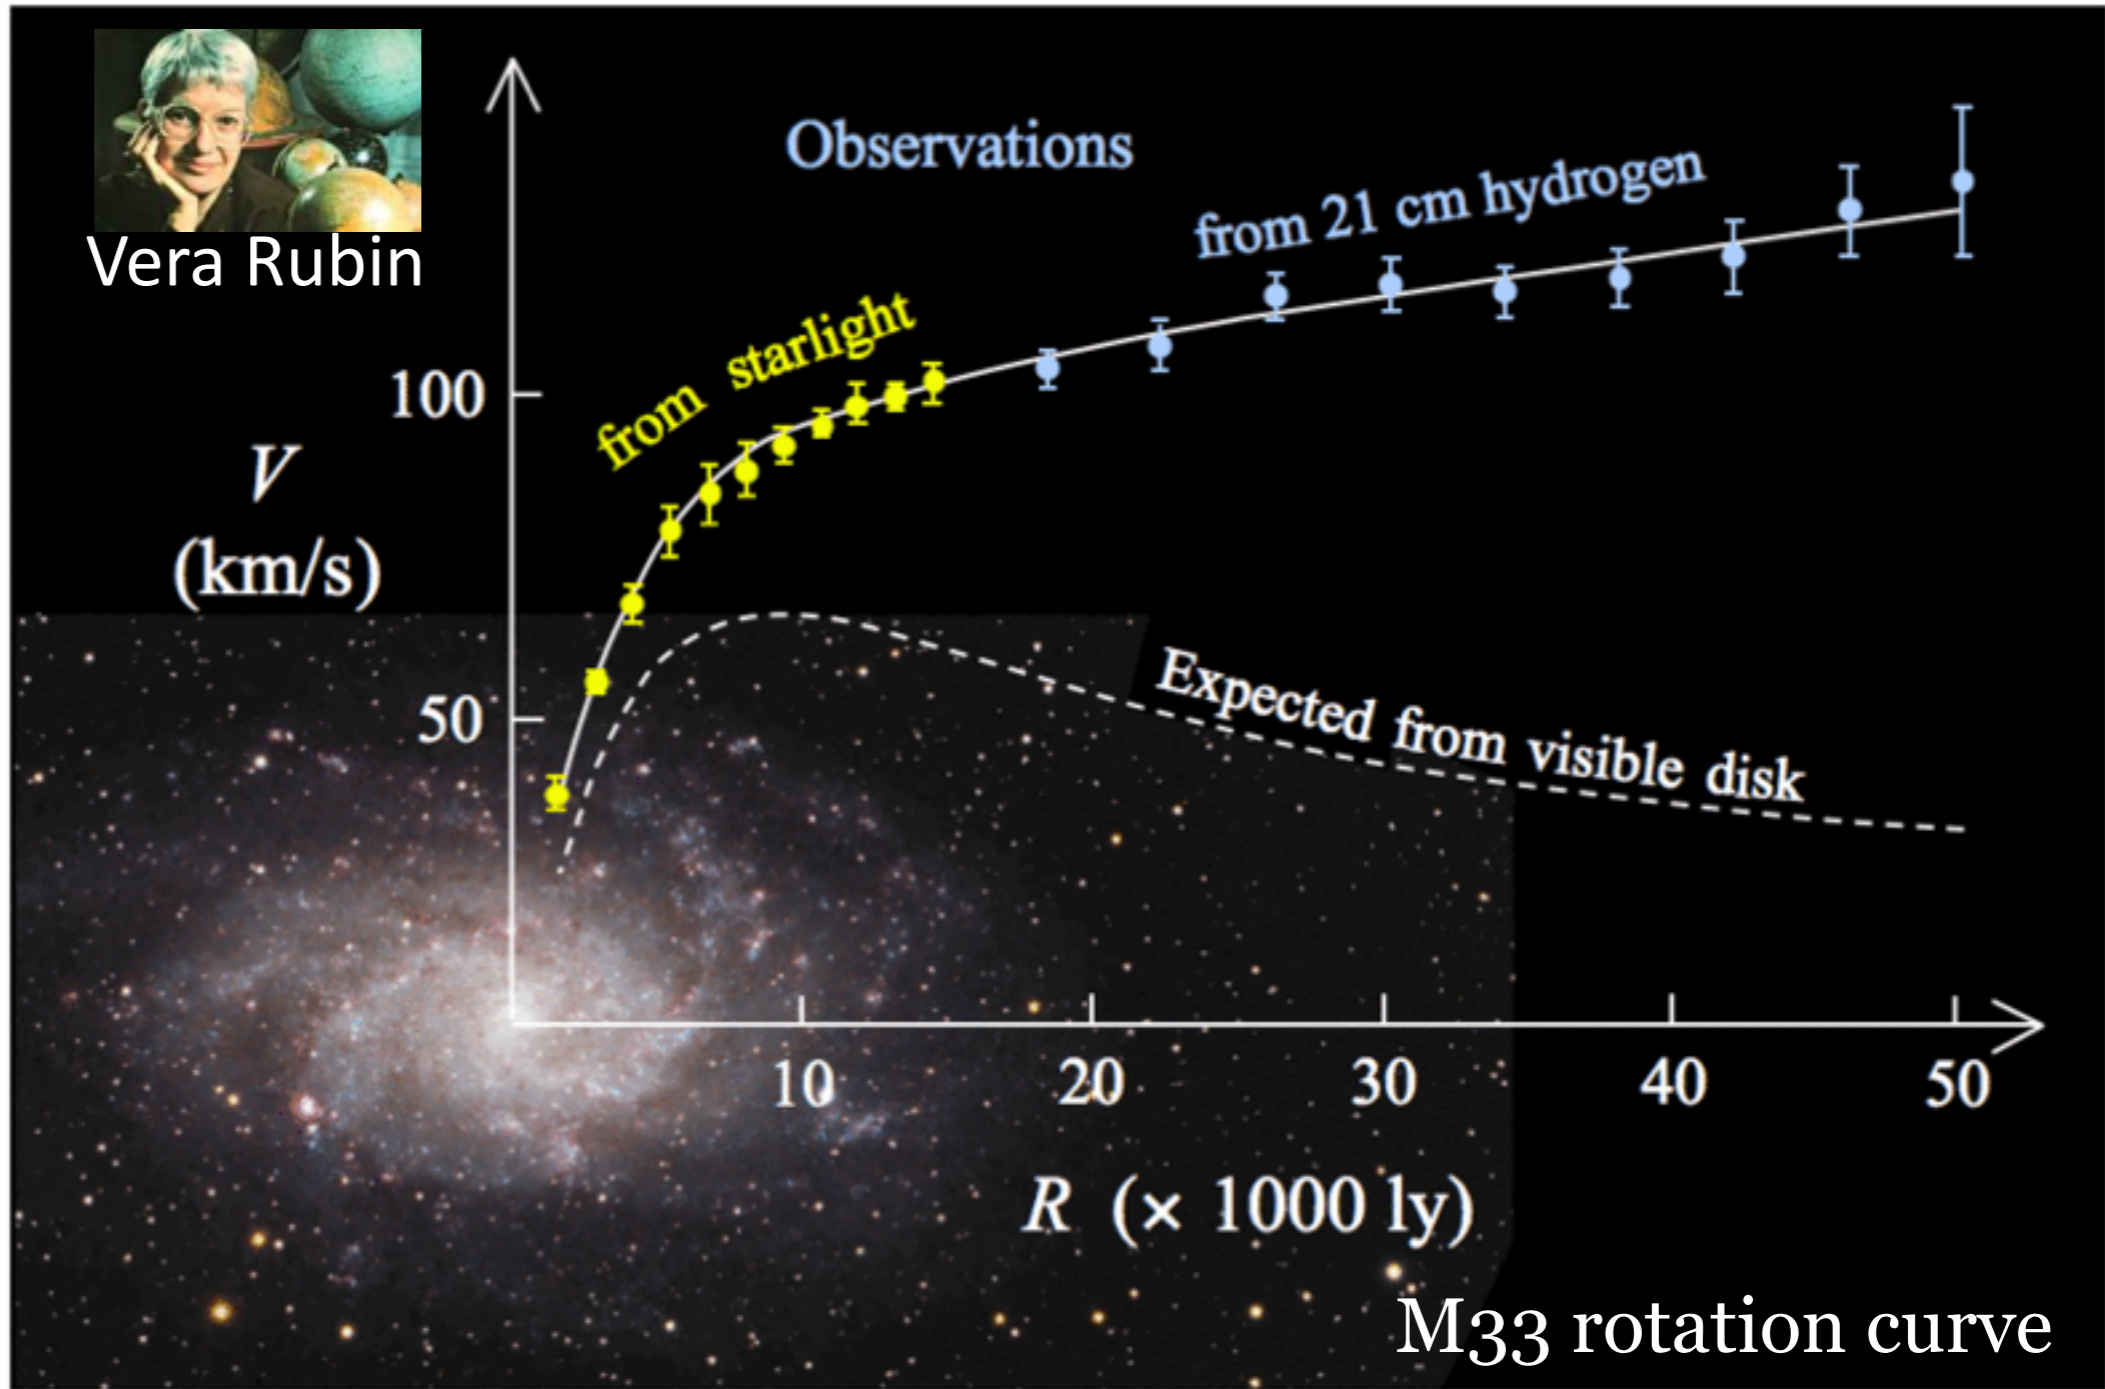 Vera Rubin
Observations
from 21 cm hydrogen
from starlight
100
V
(km/s)
50
Expected from visible disk
10 20 30 40 50
R (× 1000 ly)
M33 rotation curve